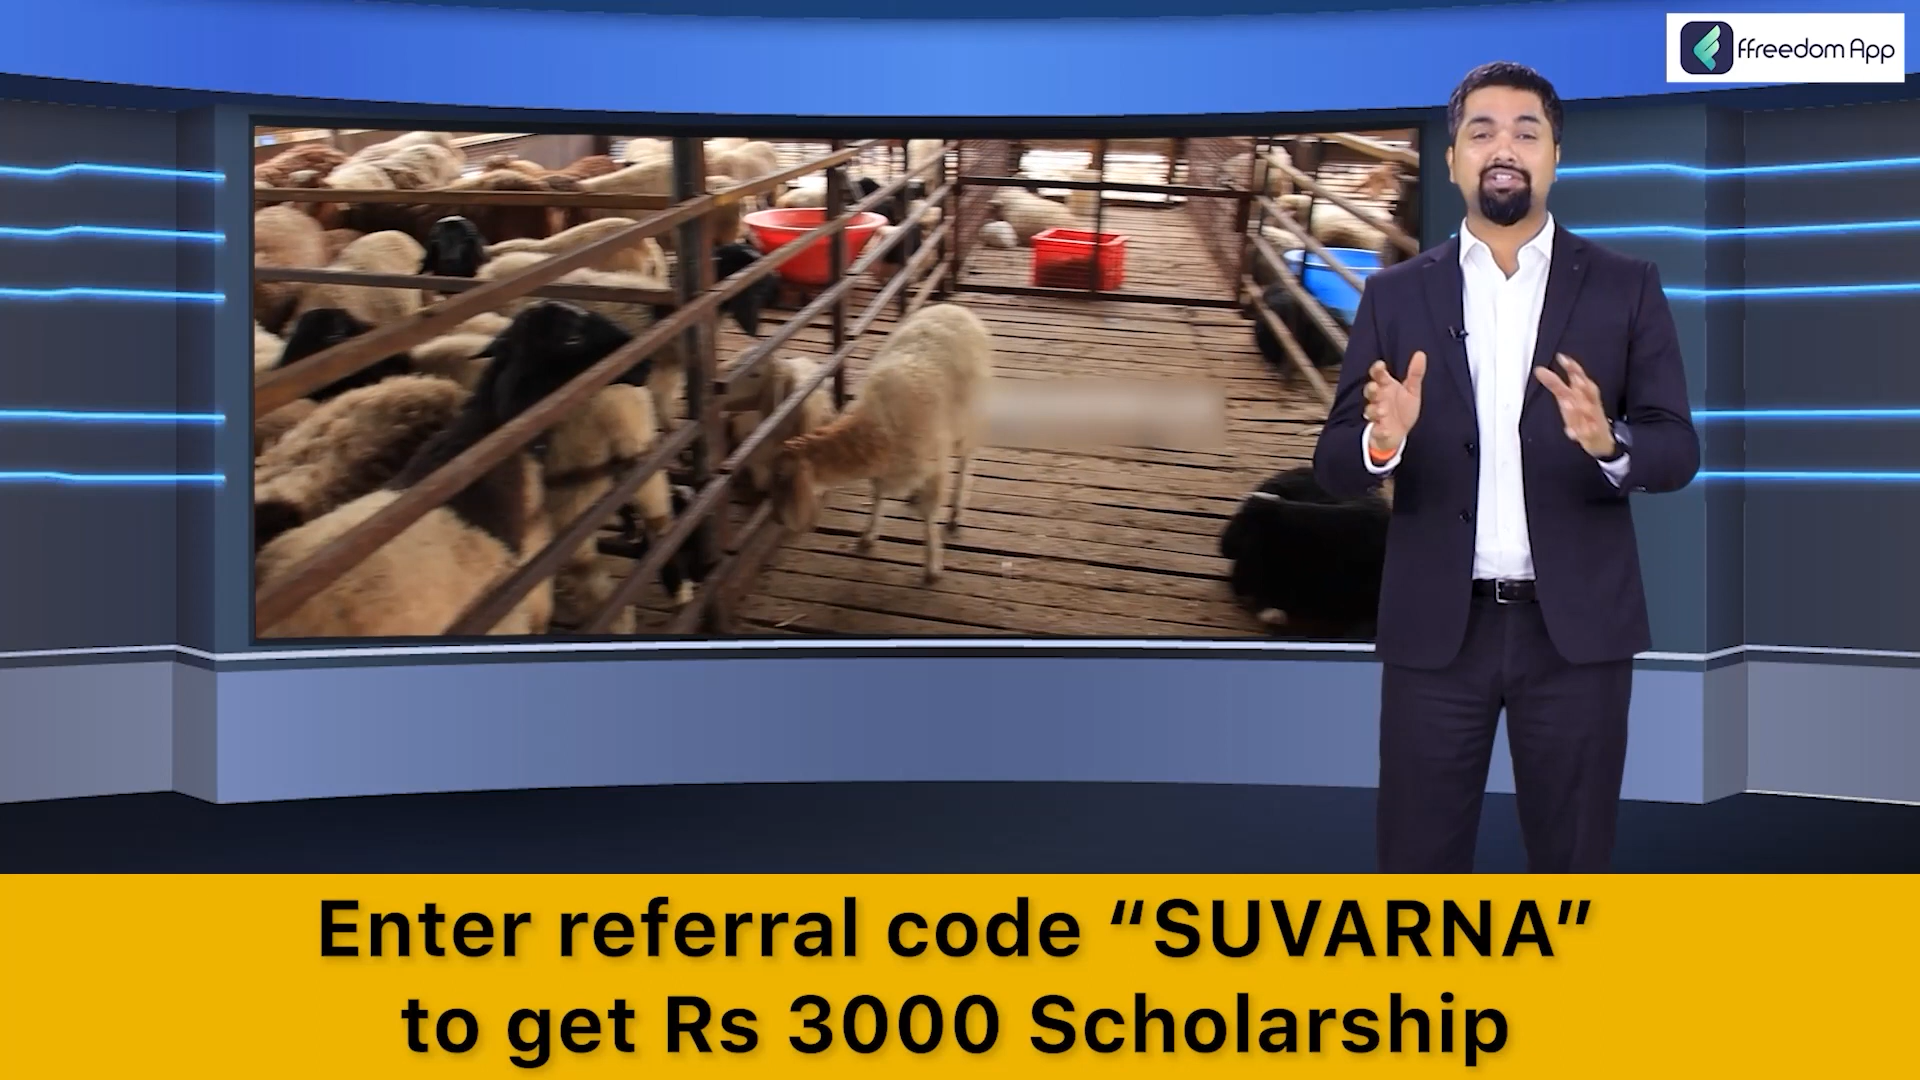 ffreedom App
Enter referral code “SUVARNA”
to get Rs 3000 Scholarship